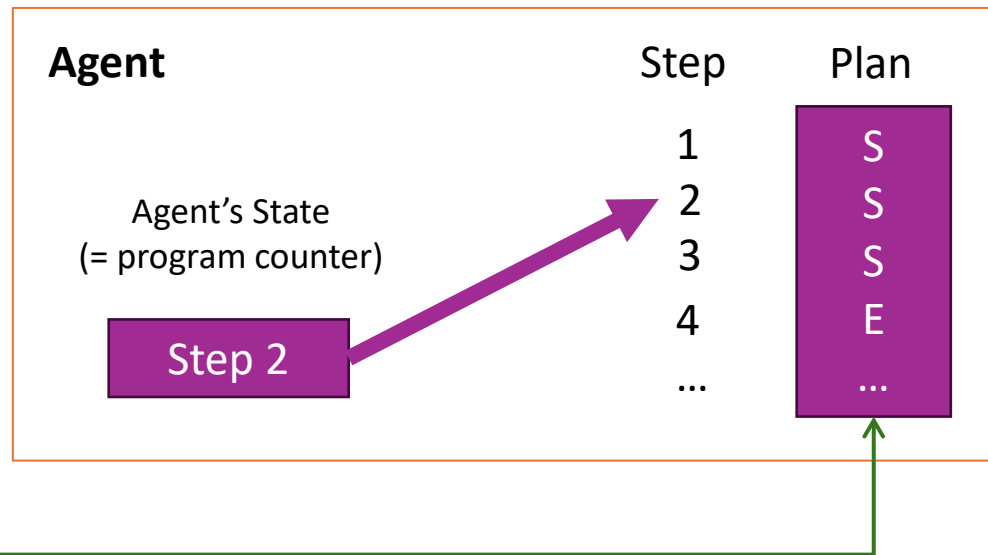 Agent
Step Plan
1 S
2 S
3 S
4 E
... ...
Agent’s State
(= program counter)
Step 2